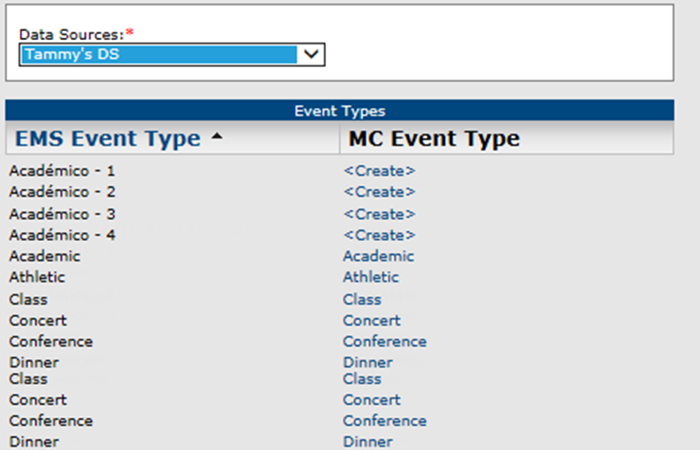 Data Sources:*
Tammy's DS
Event Types
EMS Event Type MC Event Type
Académico - 1 <Create>
Académico - 2 <Create>
Académico - 3 <Create>
Académico - 4 <Create>
Academic Academic
Athletic Athletic
Class Class
Concert Concert
Conference Conference
Dinner Dinner
Class Class
Concert Concert
Conference Conference
Dinner Dinner